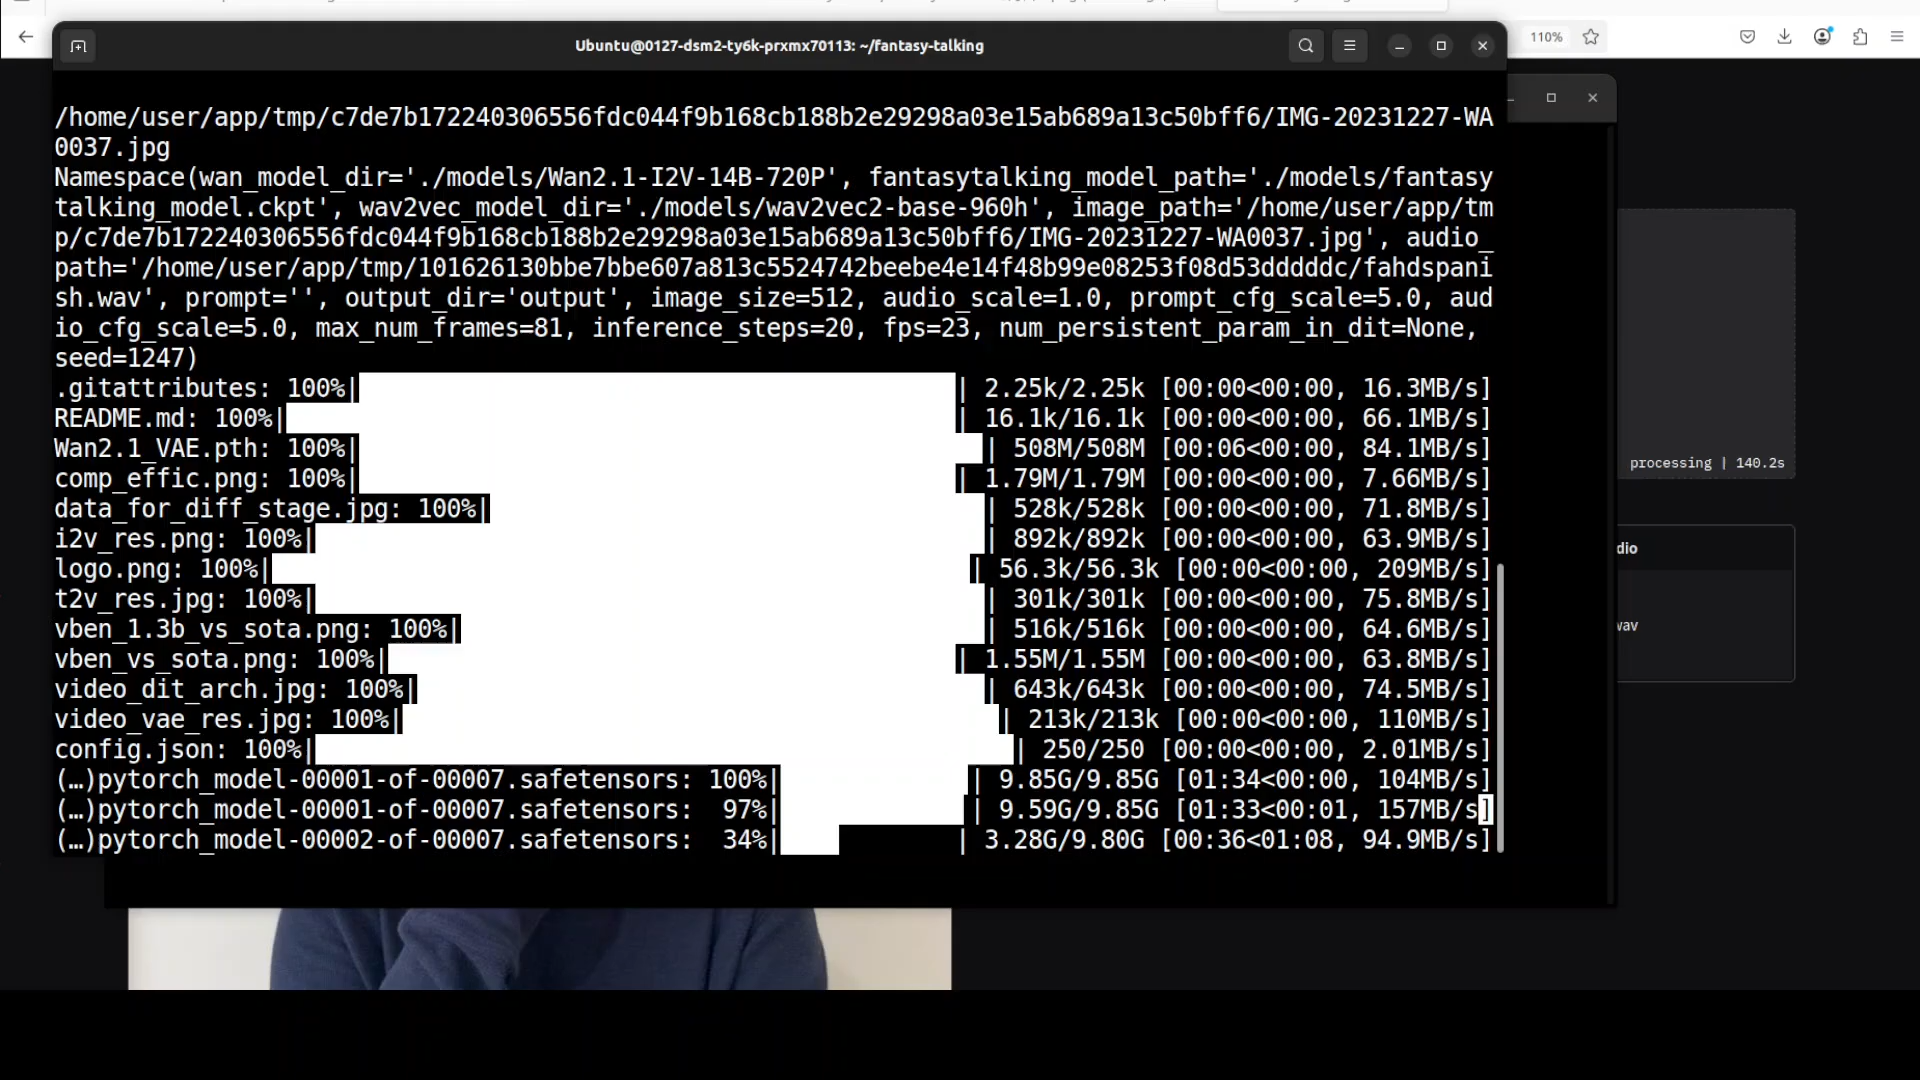 Ubuntu@0127-dsm2-ty6k-prxmx70113: ~/fantasy-talking
110%
/home/user/app/tmp/c7de7b172240306556fdc044f9b168cb188b2e29298a03e15ab689a13c50bff6/IMG-20231227-WA
0037.jpg
Namespace(wan_model_dir='./models/Wan2.1-I2V-14B-720P', fantasytalking_model_path='./models/fantasy
talking_model.ckpt', wav2vec_model_dir='./models/wav2vec2-base-960h', image_path='/home/user/app/tm
p/c7de7b172240306556fdc044f9b168cb188b2e29298a03e15ab689a13c50bff6/IMG-20231227-WA0037.jpg', audio_
path='/home/user/app/tmp/101626130bbe7bbe607a813c5524742beebe4e14f48b99e08253f08d53dddddc/fahdspani
sh.wav', prompt='', output_dir='output', image_size=512, audio_scale=1.0, prompt_cfg_scale=5.0, aud
io_cfg_scale=5.0, max_num_frames=81, inference_steps=20, fps=23, num_persistent_param_in_dit=None,
seed=1247)
.gitattributes: 100%| | 2.25k/2.25k [00:00<00:00, 16.3MB/s]
README.md: 100%| | 16.1k/16.1k [00:00<00:00, 66.1MB/s]
Wan2.1_VAE.pth: 100%| | 508M/508M [00:06<00:00, 84.1MB/s]
comp_effic.png: 100%| | 1.79M/1.79M [00:00<00:00, 7.66MB/s]
data_for_diff_stage.jpg: 100%| | 528k/528k [00:00<00:00, 71.8MB/s]
i2v_res.png: 100%| | 892k/892k [00:00<00:00, 63.9MB/s]
logo.png: 100%| | 56.3k/56.3k [00:00<00:00, 209MB/s]
t2v_res.jpg: 100%| | 301k/301k [00:00<00:00, 75.8MB/s]
vben_1.3b_vs_sota.png: 100%| | 516k/516k [00:00<00:00, 64.6MB/s]
vben_vs_sota.png: 100%| | 1.55M/1.55M [00:00<00:00, 63.8MB/s]
video_dit_arch.jpg: 100%| | 643k/643k [00:00<00:00, 74.5MB/s]
video_vae_res.jpg: 100%| | 213k/213k [00:00<00:00, 110MB/s]
config.json: 100%| | 250/250 [00:00<00:00, 2.01MB/s]
(…)pytorch_model-00001-of-00007.safetensors: 100%| | 9.85G/9.85G [01:34<00:00, 104MB/s]
(…)pytorch_model-00001-of-00007.safetensors: 97%| | 9.59G/9.85G [01:33<00:01, 157MB/s]
(…)pytorch_model-00002-of-00007.safetensors: 34%| | 3.28G/9.80G [00:36<01:08, 94.9MB/s]
processing | 140.2s
dio
wav